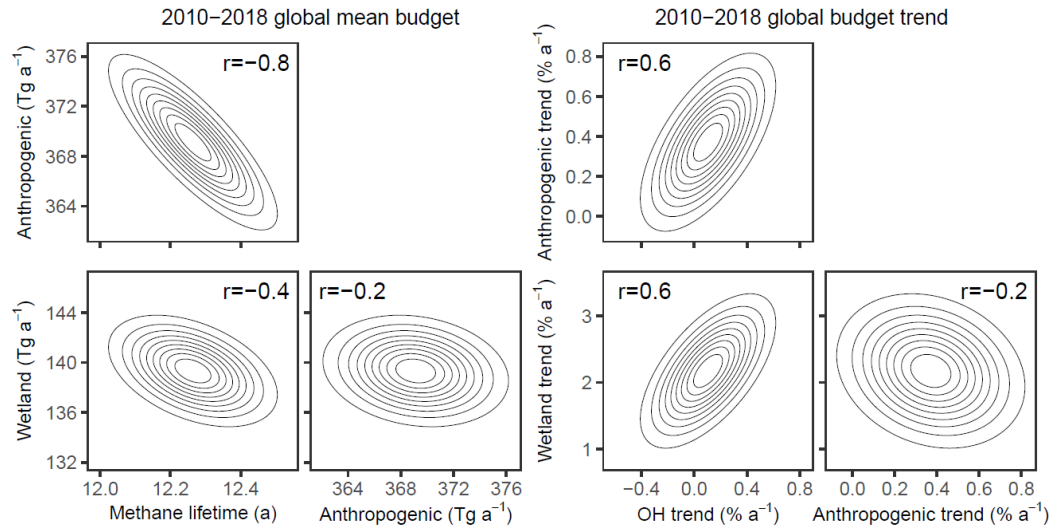 2010−2018 global mean budget
2010−2018 global budget trend
Anthropogenic (Tg a⁻¹)
376
372
368
364
r=−0.8
Anthropogenic trend (% a⁻¹)
0.8
0.6
0.4
0.2
0.0
r=0.6
Wetland (Tg a⁻¹)
144
140
136
132
r=−0.4
12.0
12.2
12.4
Methane lifetime (a)
r=−0.2
364
368
372
376
Anthropogenic (Tg a⁻¹)
Wetland trend (% a⁻¹)
3
2
1
r=0.6
−0.4
0.0
0.4
0.8
OH trend (% a⁻¹)
r=−0.2
0.0
0.2
0.4
0.6
0.8
Anthropogenic trend (% a⁻¹)